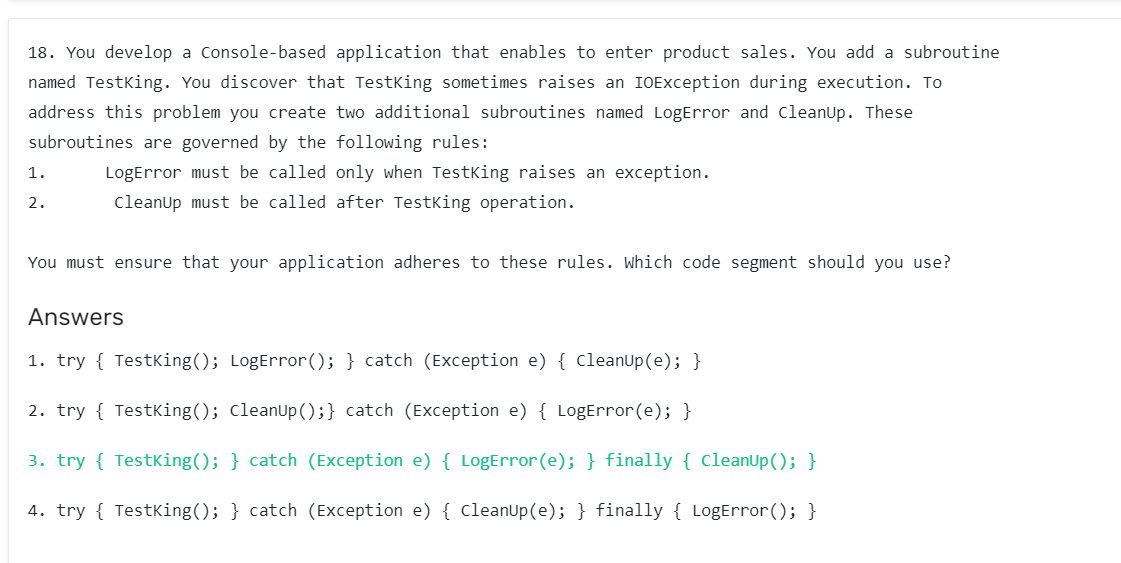 18. You develop a Console-based application that enables to enter product sales. You add a subroutine
named TestKing. You discover that TestKing sometimes raises an IOException during execution. To
address this problem you create two additional subroutines named LogError and CleanUp. These
subroutines are governed by the following rules:
1. LogError must be called only when TestKing raises an exception.
2. CleanUp must be called after TestKing operation.
You must ensure that your application adheres to these rules. Which code segment should you use?
Answers
1. try { TestKing(); LogError(); } catch (Exception e) { CleanUp(e); }
2. try { TestKing(); CleanUp();} catch (Exception e) { LogError(e); }
3. try { TestKing(); } catch (Exception e) { LogError(e); } finally { CleanUp(); }
4. try { TestKing(); } catch (Exception e) { CleanUp(e); } finally { LogError(); }